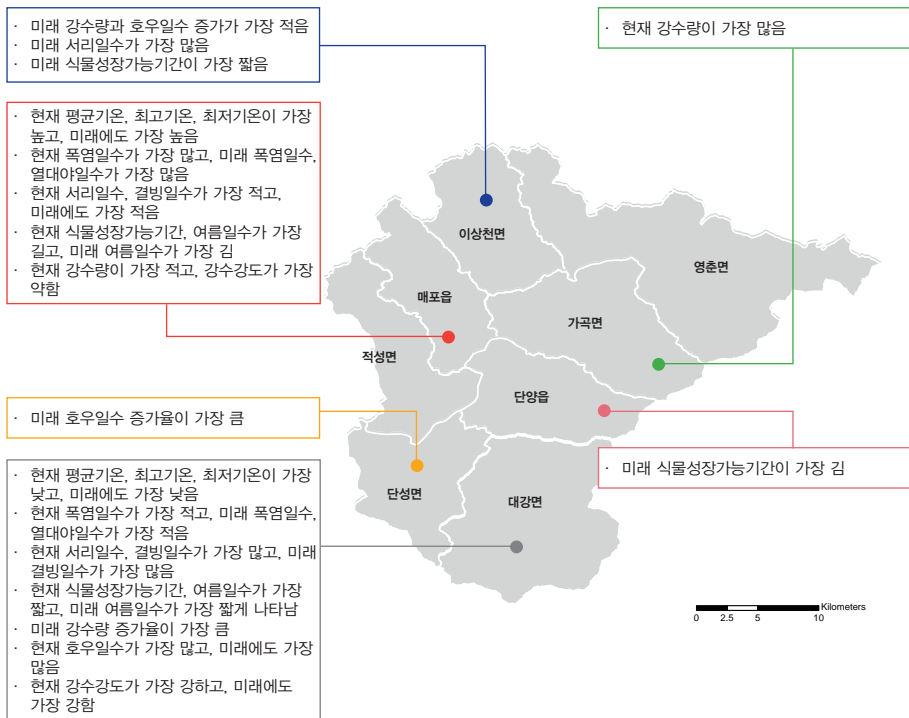 · 미래 강수량과 호우일수 증가가 가장 적음
· 미래 서리일수가 가장 많음
· 미래 식물성장가능기간이 가장 짧음
· 현재 강수량이 가장 많음
· 현재 평균기온, 최고기온, 최저기온이 가장
높고, 미래에도 가장 높음
· 현재 폭염일수가 가장 많고, 미래 폭염일수,
열대야일수가 가장 많음
· 현재 서리일수, 결빙일수가 가장 적고,
미래에도 가장 적음
· 현재 식물성장가능기간, 여름일수가 가장
길고, 미래 여름일수가 가장 김
· 현재 강수량이 가장 적고, 강수강도가 가장
약함
이상천면
영춘면
매포읍
가곡면
적성면
단양읍
· 미래 호우일수 증가율이 가장 큼
· 미래 식물성장가능기간이 가장 김
단성면
대강면
· 현재 평균기온, 최고기온, 최저기온이 가장
낮고, 미래에도 가장 낮음
· 현재 폭염일수가 가장 적고, 미래 폭염일수,
열대야일수가 가장 적음
· 현재 서리일수, 결빙일수가 가장 많고, 미래
결빙일수가 가장 많음
· 현재 식물성장가능기간, 여름일수가 가장
짧고, 미래 여름일수가 가장 짧게 나타남
· 미래 강수량 증가율이 가장 큼
· 현재 호우일수가 가장 많고, 미래에도 가장
많음
· 현재 강수강도가 가장 강하고, 미래에도
가장 강함
Kilometers
0 2.5 5 10